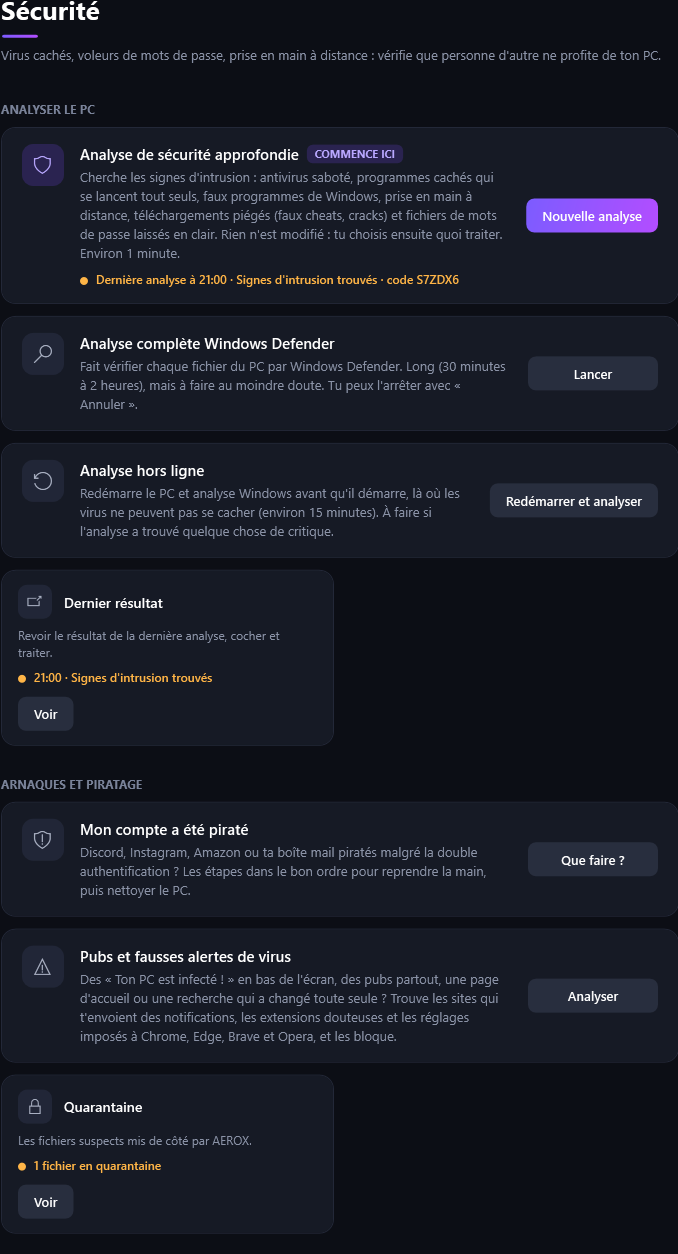 Sécurité
Virus cachés, voleurs de mots de passe, prise en main à distance : vérifie que personne d'autre ne profite de ton PC.
ANALYSER LE PC
Analyse de sécurité approfondie COMMENCE ICI
Cherche les signes d'intrusion : antivirus saboté, programmes cachés qui
se lancent tout seuls, faux programmes de Windows, prise en main à
distance, téléchargements piégés (faux cheats, cracks) et fichiers de mots
de passe laissés en clair. Rien n'est modifié : tu choisis ensuite quoi traiter.
Environ 1 minute.
Dernière analyse à 21:00 · Signes d'intrusion trouvés · code S7ZDX6
Nouvelle analyse
Analyse complète Windows Defender
Fait vérifier chaque fichier du PC par Windows Defender. Long (30 minutes
à 2 heures), mais à faire au moindre doute. Tu peux l'arrêter avec «
Annuler ».
Lancer
Analyse hors ligne
Redémarre le PC et analyse Windows avant qu'il démarre, là où les
virus ne peuvent pas se cacher (environ 15 minutes). À faire si
l'analyse a trouvé quelque chose de critique.
Redémarrer et analyser
Dernier résultat
Revoir le résultat de la dernière analyse, cocher et
traiter.
21:00 · Signes d'intrusion trouvés
Voir
ARNAQUES ET PIRATAGE
Mon compte a été piraté
Discord, Instagram, Amazon ou ta boîte mail piratés malgré la double
authentification ? Les étapes dans le bon ordre pour reprendre la main,
puis nettoyer le PC.
Que faire ?
Pubs et fausses alertes de virus
Des « Ton PC est infecté ! » en bas de l'écran, des pubs partout, une page
d'accueil ou une recherche qui a changé toute seule ? Trouve les sites qui
t'envoient des notifications, les extensions douteuses et les réglages
imposés à Chrome, Edge, Brave et Opera, et les bloque.
Analyser
Quarantaine
Les fichiers suspects mis de côté par AEROX.
1 fichier en quarantaine
Voir